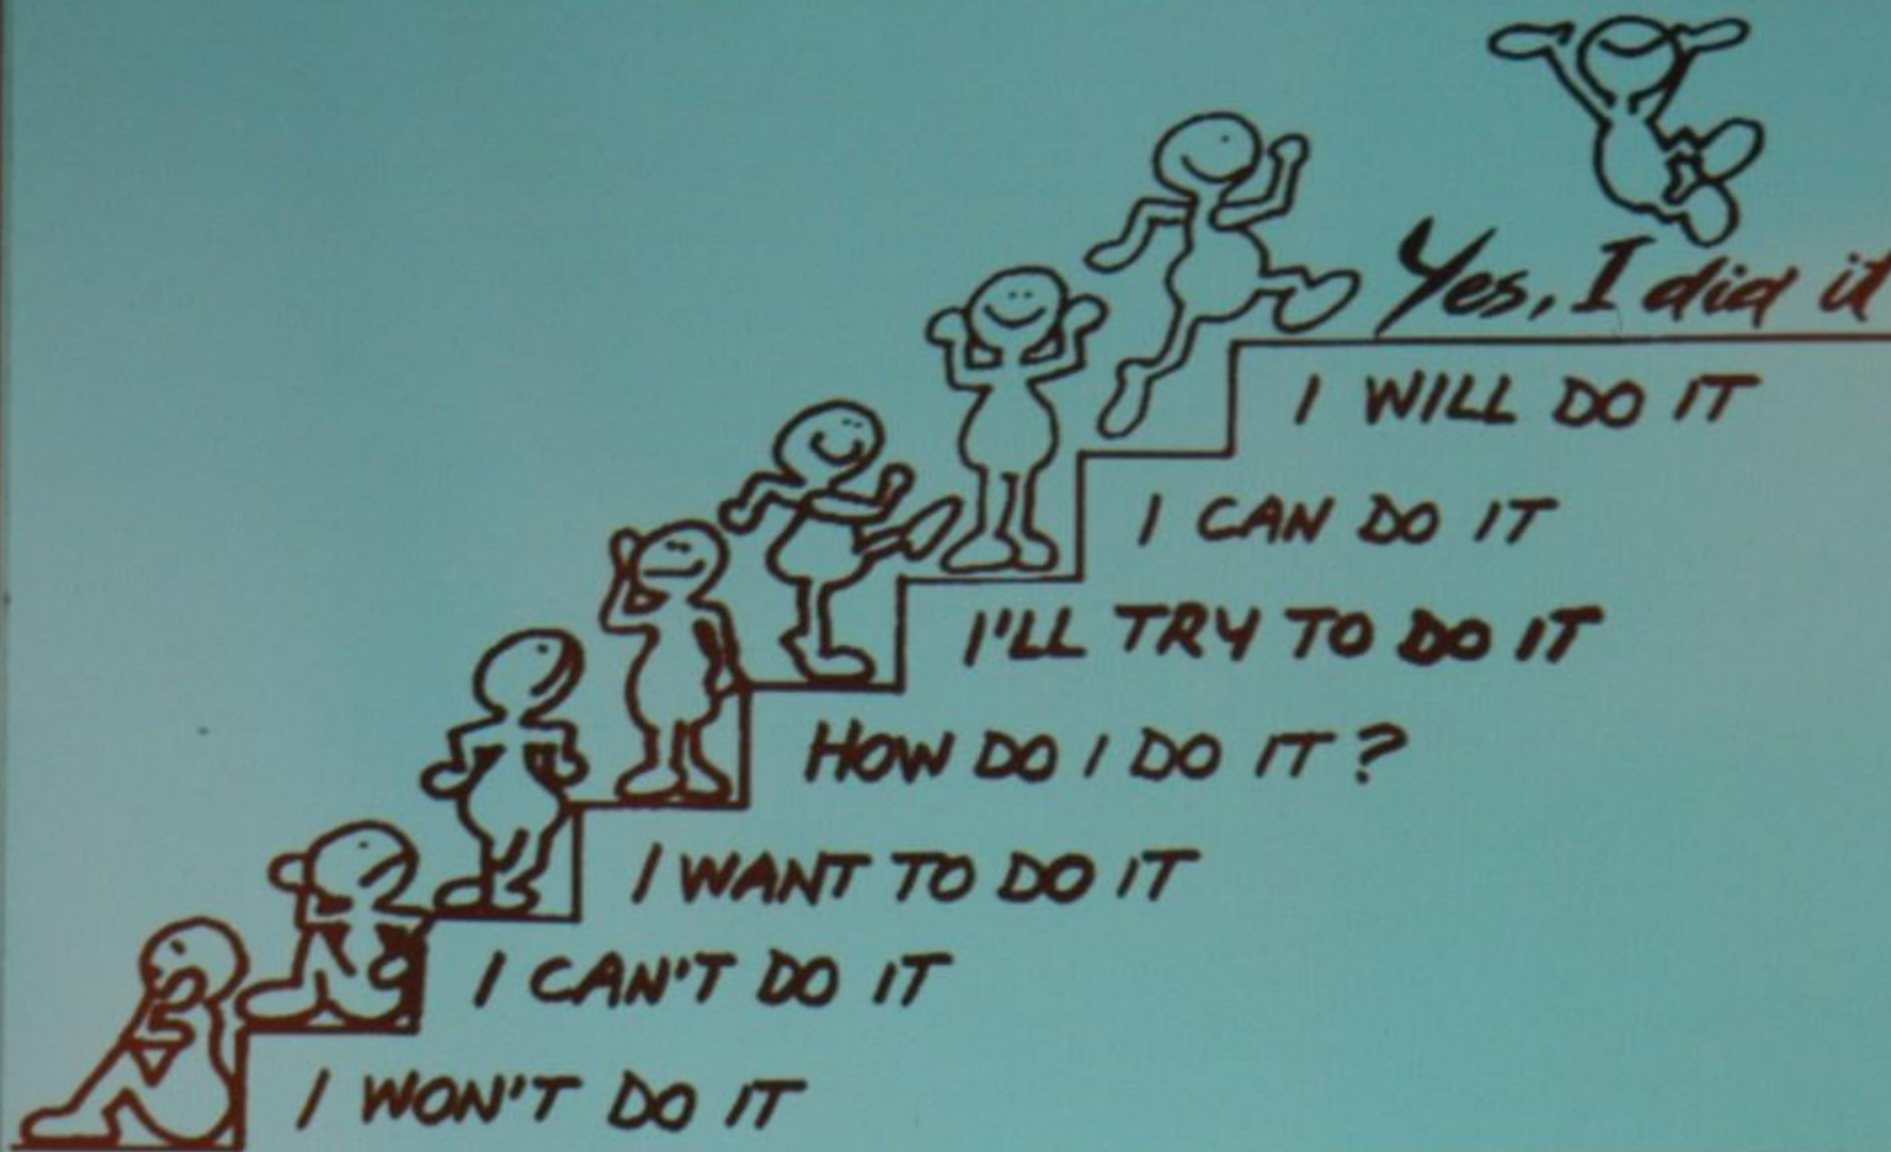 Yes, I did it
I WILL DO IT
I CAN DO IT
I'LL TRY TO DO IT
HOW DO I DO IT?
I WANT TO DO IT
I CAN'T DO IT
I WON'T DO IT